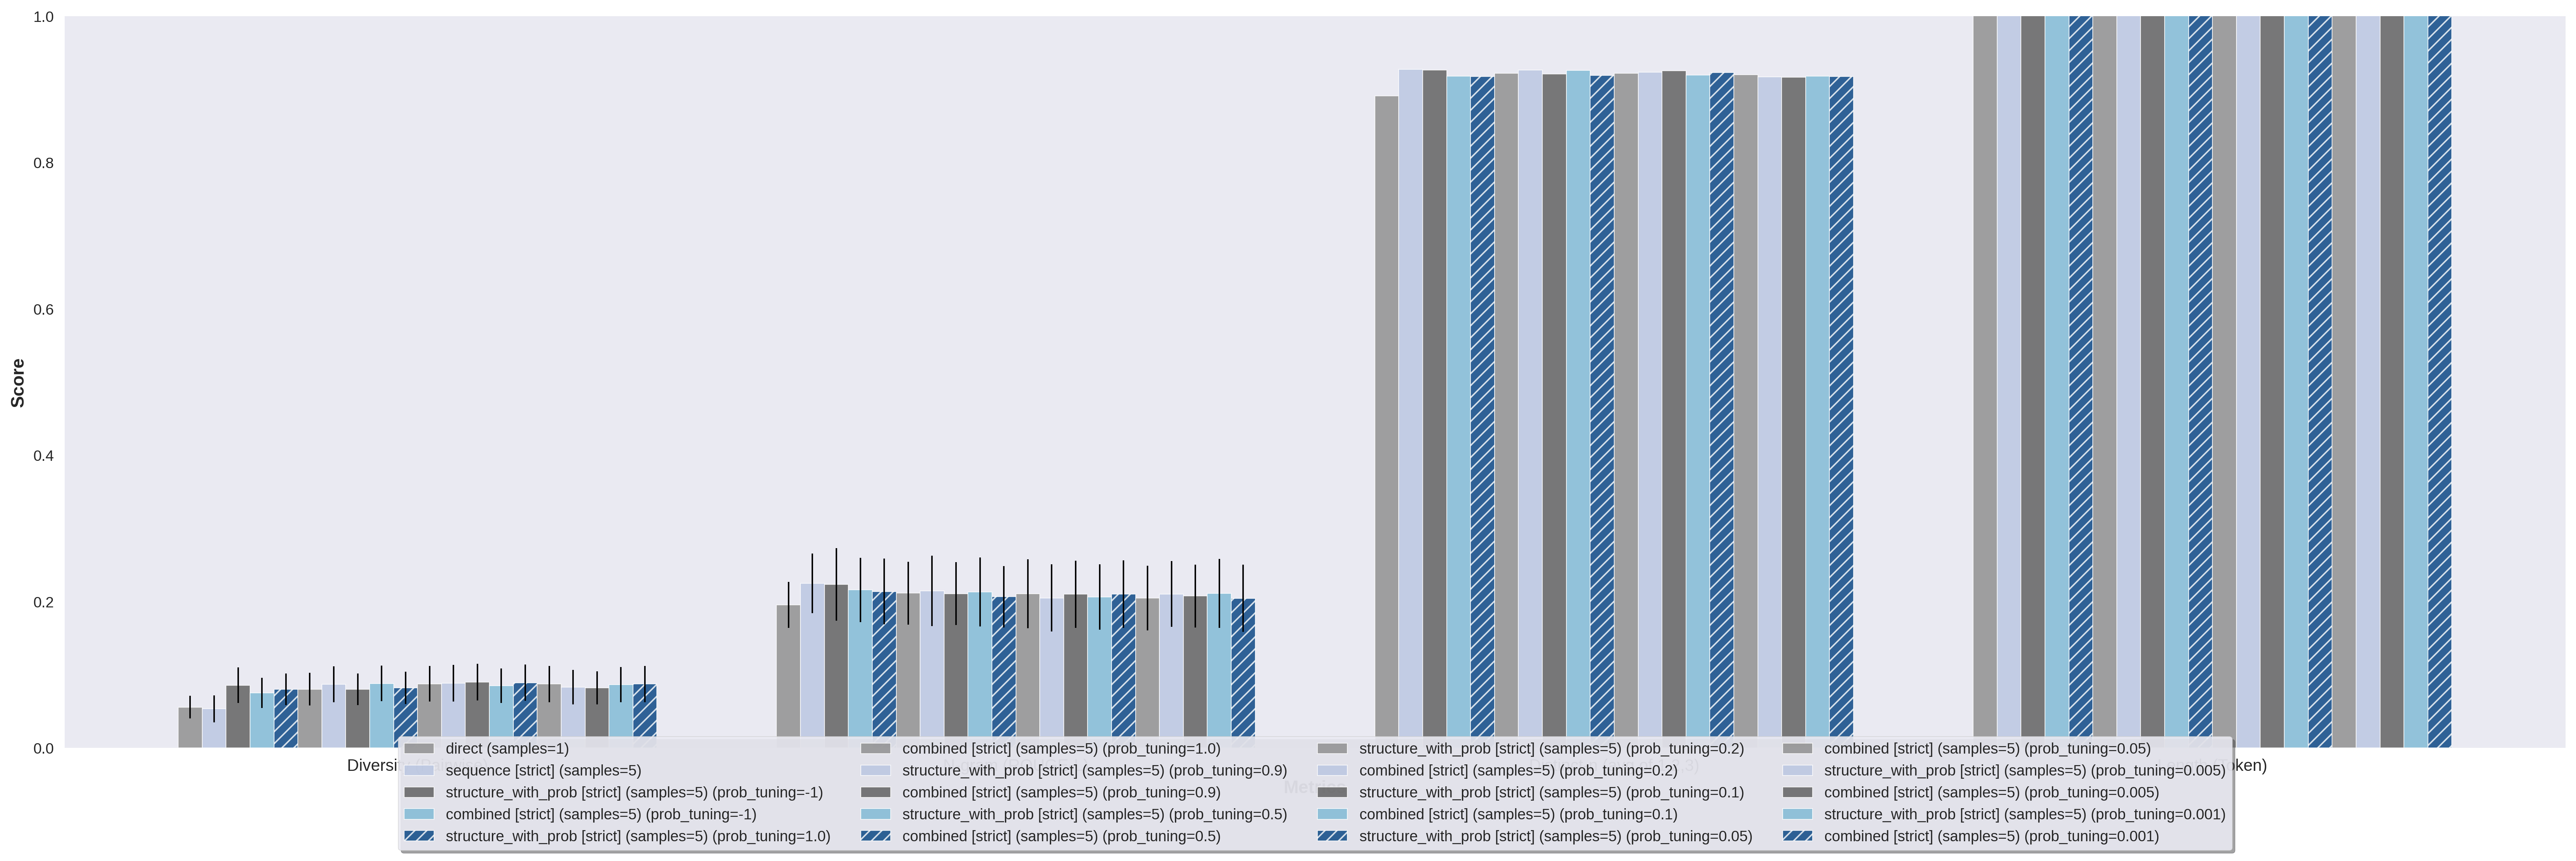 1.0
0.8
0.6
0.4
0.2
0.0
Score
Diversity
3)
oken)
Metrics
direct (samples=1)
sequence [strict] (samples=5)
structure_with_prob [strict] (samples=5) (prob_tuning=-1)
combined [strict] (samples=5) (prob_tuning=-1)
structure_with_prob [strict] (samples=5) (prob_tuning=1.0)
combined [strict] (samples=5) (prob_tuning=1.0)
structure_with_prob [strict] (samples=5) (prob_tuning=0.9)
combined [strict] (samples=5) (prob_tuning=0.9)
structure_with_prob [strict] (samples=5) (prob_tuning=0.5)
combined [strict] (samples=5) (prob_tuning=0.5)
structure_with_prob [strict] (samples=5) (prob_tuning=0.2)
combined [strict] (samples=5) (prob_tuning=0.2)
structure_with_prob [strict] (samples=5) (prob_tuning=0.1)
combined [strict] (samples=5) (prob_tuning=0.1)
structure_with_prob [strict] (samples=5) (prob_tuning=0.05)
combined [strict] (samples=5) (prob_tuning=0.05)
structure_with_prob [strict] (samples=5) (prob_tuning=0.005)
combined [strict] (samples=5) (prob_tuning=0.005)
structure_with_prob [strict] (samples=5) (prob_tuning=0.001)
combined [strict] (samples=5) (prob_tuning=0.001)